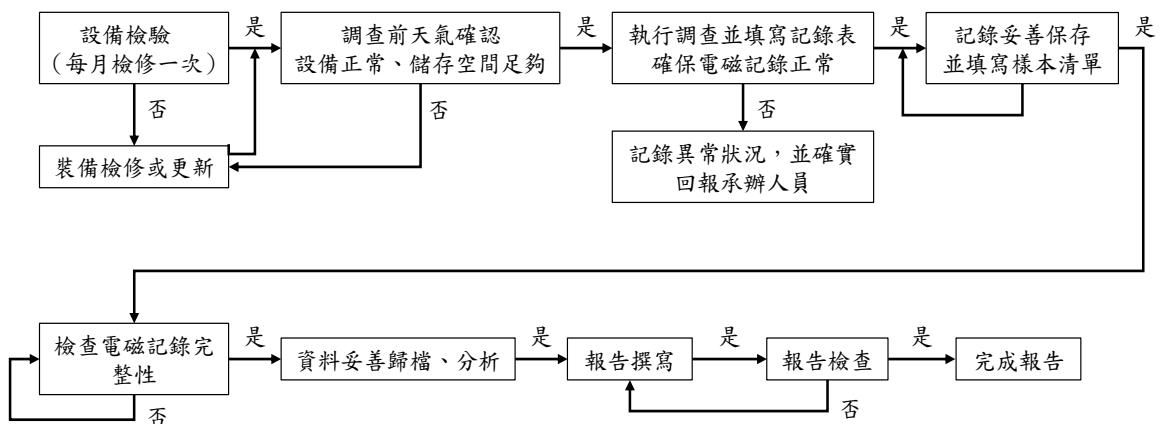 設備檢驗
（每月檢修一次）
是
調查前天氣確認
設備正常、儲存空間足夠
是
執行調查並填寫記錄表
確保電磁記錄正常
是
記錄妥善保存
並填寫樣本清單
是
否
否
否
裝備檢修或更新
記錄異常狀況，並確實
回報承辦人員
檢查電磁記錄完
整性
是
資料妥善歸檔、分析
是
報告撰寫
是
報告檢查
是
完成報告
否
否